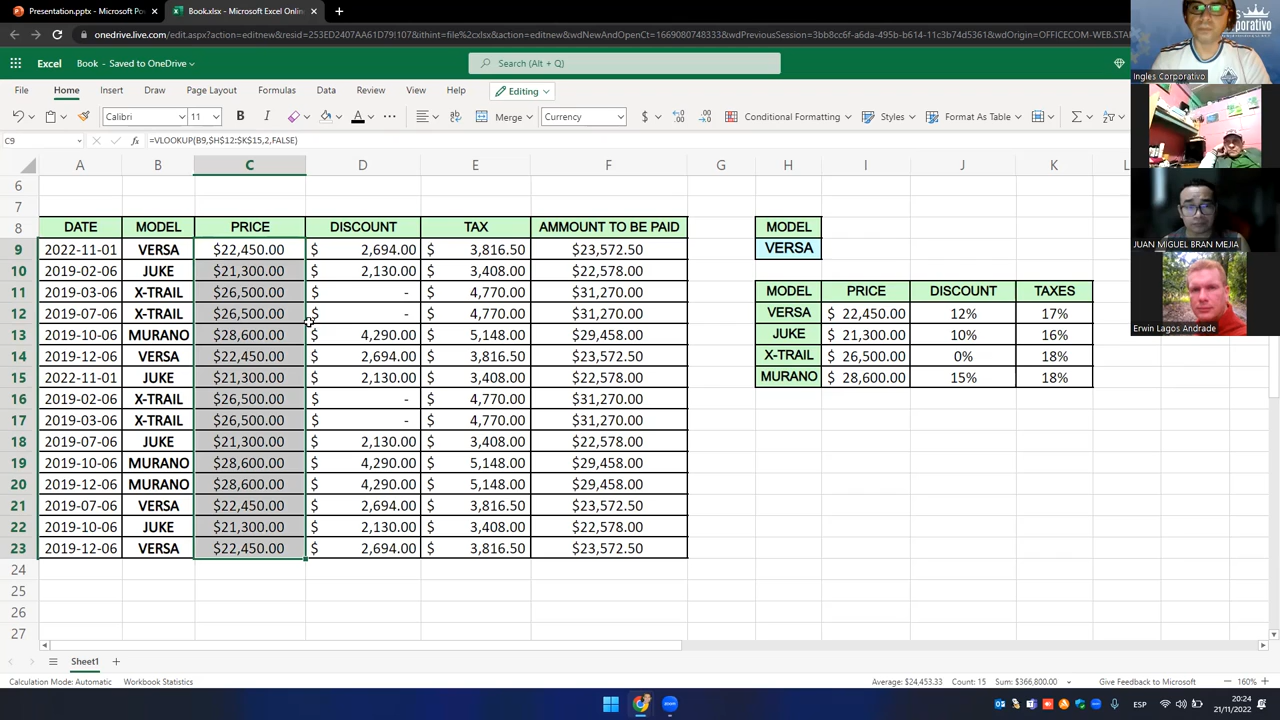 Presentation.pptx - Microsoft Po
Book.xlsx - Microsoft Excel Online
onedrive.live.com/edit.aspx?action=editnew&resid=253ED2407AA61D79!107&ithint=file%2cxlsx&action=editnew&wdNewAndOpenCt=1669080748333&wdPreviousSession=3bb8cc6f-a6da-495b-b614-11c3b74d5361&wdOrigin=OFFICECOM-WEB.STA
Excel Book - Saved to OneDrive
Search (Alt + Q)
File Home Insert Draw Page Layout Formulas Data Review View Help Editing
Calibri 11 B A Merge Currency $ Conditional Formatting Styles Format As Table
C9 fx =VLOOKUP(B9,$H$12:$K$15,2,FALSE)
A B C D E F G H I J K L
6
7
8 DATE MODEL PRICE DISCOUNT TAX AMMOUNT TO BE PAID MODEL
9 2022-11-01 VERSA $22,450.00 $ 2,694.00 $ 3,816.50 $23,572.50 VERSA
10 2019-02-06 JUKE $21,300.00 $ 2,130.00 $ 3,408.00 $22,578.00
11 2019-03-06 X-TRAIL $26,500.00 $ - $ 4,770.00 $31,270.00 MODEL PRICE DISCOUNT TAXES
12 2019-07-06 X-TRAIL $26,500.00 $ - $ 4,770.00 $31,270.00 VERSA $ 22,450.00 12% 17%
13 2019-10-06 MURANO $28,600.00 $ 4,290.00 $ 5,148.00 $29,458.00 JUKE $ 21,300.00 10% 16%
14 2019-12-06 VERSA $22,450.00 $ 2,694.00 $ 3,816.50 $23,572.50 X-TRAIL $ 26,500.00 0% 18%
15 2022-11-01 JUKE $21,300.00 $ 2,130.00 $ 3,408.00 $22,578.00 MURANO $ 28,600.00 15% 18%
16 2019-02-06 X-TRAIL $26,500.00 $ - $ 4,770.00 $31,270.00
17 2019-03-06 X-TRAIL $26,500.00 $ - $ 4,770.00 $31,270.00
18 2019-07-06 JUKE $21,300.00 $ 2,130.00 $ 3,408.00 $22,578.00
19 2019-10-06 MURANO $28,600.00 $ 4,290.00 $ 5,148.00 $29,458.00
20 2019-12-06 MURANO $28,600.00 $ 4,290.00 $ 5,148.00 $29,458.00
21 2019-07-06 VERSA $22,450.00 $ 2,694.00 $ 3,816.50 $23,572.50
22 2019-10-06 JUKE $21,300.00 $ 2,130.00 $ 3,408.00 $22,578.00
23 2019-12-06 VERSA $22,450.00 $ 2,694.00 $ 3,816.50 $23,572.50
24
25
26
27
Sheet1
Calculation Mode: Automatic Workbook Statistics Average: $24,453.33 Count: 15 Sum: $366,800.00 Give Feedback to Microsoft 160%
ESP 20:24
21/11/2022
Ingles Corporativo
JUAN MIGUEL BRAN MEJIA
Erwin Lagos Andrade